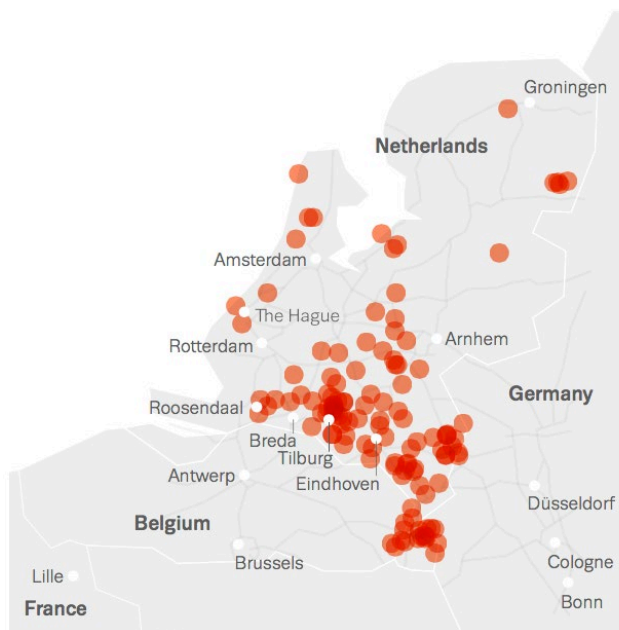 Groningen
Netherlands
Amsterdam
The Hague
Rotterdam
Arnhem
Germany
Roosendaal
Breda
Tilburg
Eindhoven
Antwerp
Düsseldorf
Belgium
Brussels
Cologne
Lille
Bonn
France